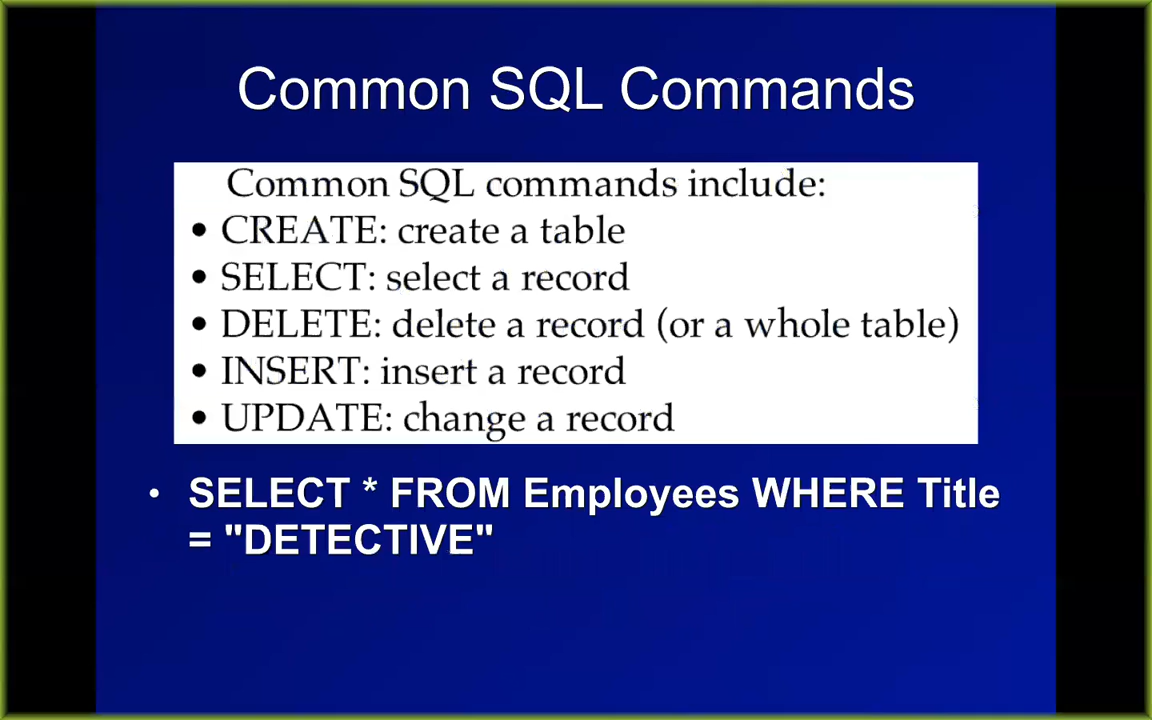 Common SQL Commands
Common SQL commands include:
• CREATE: create a table
• SELECT: select a record
• DELETE: delete a record (or a whole table)
• INSERT: insert a record
• UPDATE: change a record
• SELECT * FROM Employees WHERE Title
= "DETECTIVE"